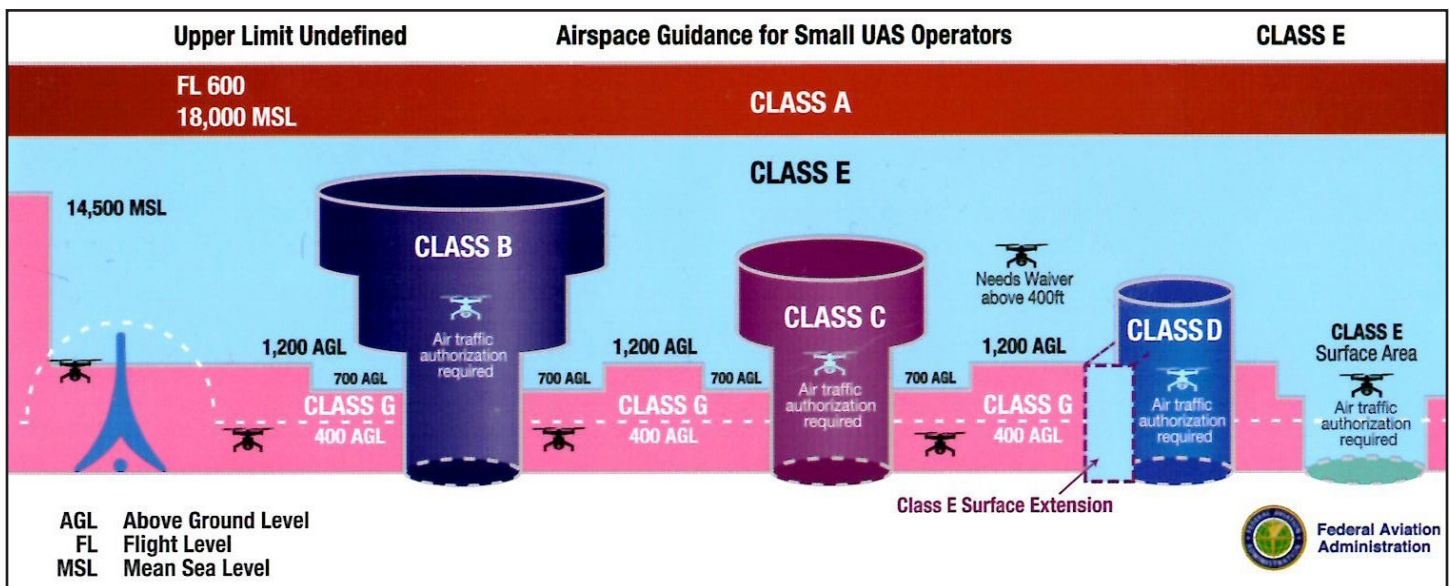 Upper Limit Undefined
Airspace Guidance for Small UAS Operators
CLASS E
FL 600
18,000 MSL
CLASS A
CLASS E
14,500 MSL
CLASS B
Air traffic
authorization
required
CLASS C
Air traffic
authorization
required
Needs Waiver
above 400ft
CLASS D
Air traffic
authorization
required
CLASS E
Surface Area
Air traffic
authorization
required
1,200 AGL
700 AGL
CLASS G
400 AGL
700 AGL
1,200 AGL
CLASS G
400 AGL
700 AGL
700 AGL
1,200 AGL
CLASS G
400 AGL
Class E Surface Extension
AGL Above Ground Level
FL Flight Level
MSL Mean Sea Level
Federal Aviation
Administration